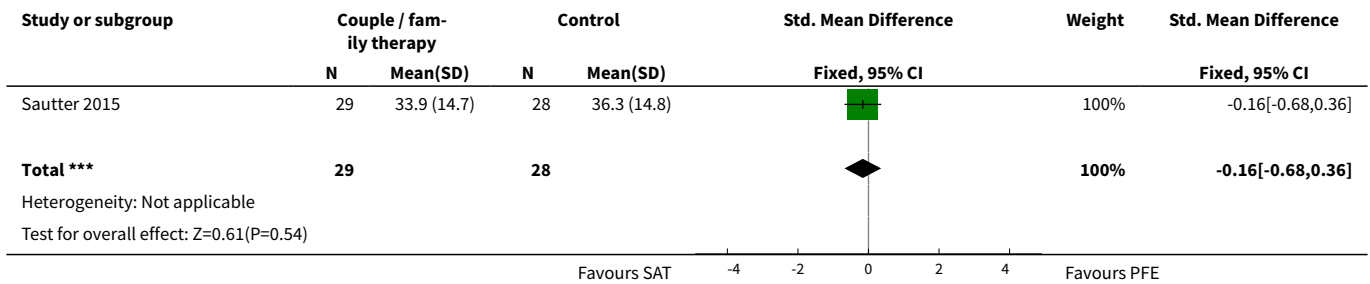 Study or subgroup Couple / fam- Control Std. Mean Difference Weight Std. Mean Difference
ily therapy
N Mean(SD) N Mean(SD) Fixed, 95% CI Fixed, 95% CI
Sautter 2015 29 33.9 (14.7) 28 36.3 (14.8) 100% -0.16[-0.68,0.36]
Total *** 29 28 100% -0.16[-0.68,0.36]
Heterogeneity: Not applicable
Test for overall effect: Z=0.61(P=0.54)
Favours SAT -4 -2 0 2 4 Favours PFE